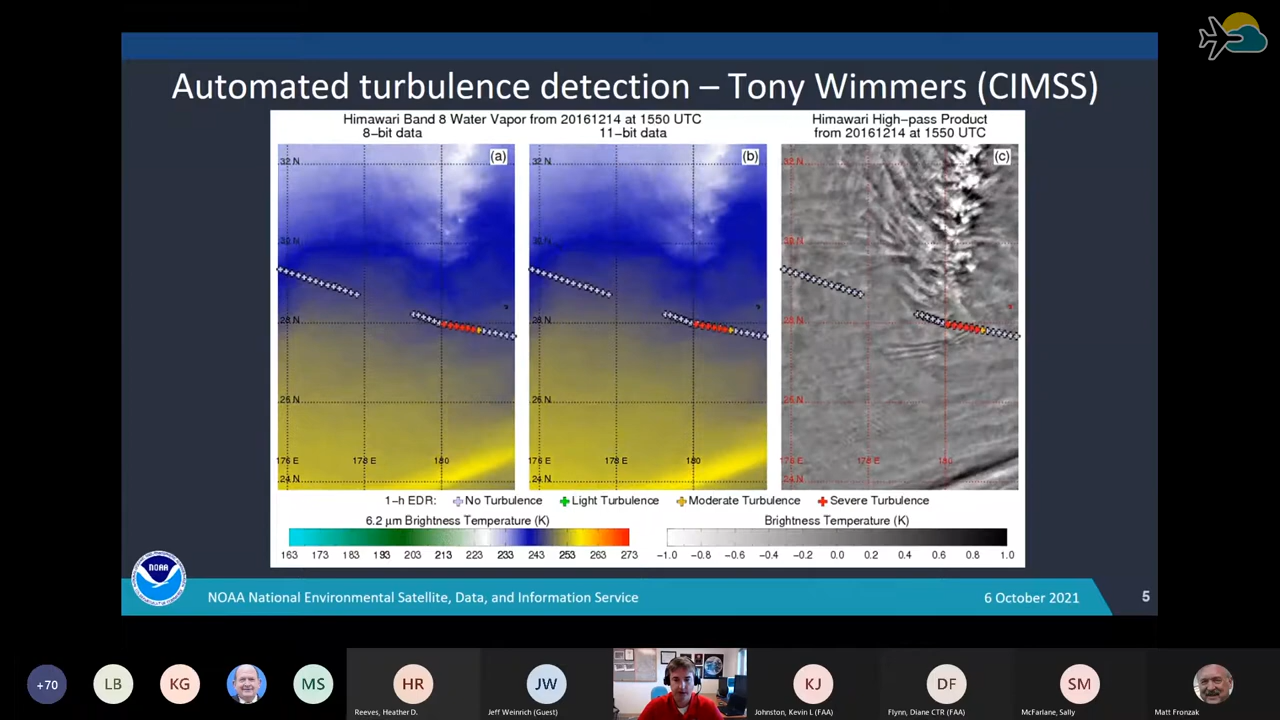 Automated turbulence detection – Tony Wimmers (CIMSS)
Himawari Band 8 Water Vapor from 20161214 at 1550 UTC
8-bit data
11-bit data
Himawari High-pass Product
from 20161214 at 1550 UTC
(a)
(b)
(c)
32 N
32 N
32 N
30 N
30 N
30 N
28 N
28 N
28 N
26 N
26 N
26 N
176 E 178 E 180
176 E 178 E 180
176 E 178 E 180
24 N
24 N
24 N
1-h EDR: No Turbulence Light Turbulence Moderate Turbulence Severe Turbulence
6.2 µm Brightness Temperature (K)
163 173 183 193 203 213 223 233 243 253 263 273
Brightness Temperature (K)
-1.0 -0.8 -0.6 -0.4 -0.2 0.0 0.2 0.4 0.6 0.8 1.0
NOAA
NOAA National Environmental Satellite, Data, and Information Service
6 October 2021
5
+70
LB
KG
MS
HR
Reeves, Heather D.
JW
Jeff Weinrich (Guest)
KJ
Johnston, Kevin L (FAA)
DF
Flynn, Diane CTR (FAA)
SM
McFarlane, Sally
Matt Fronzak